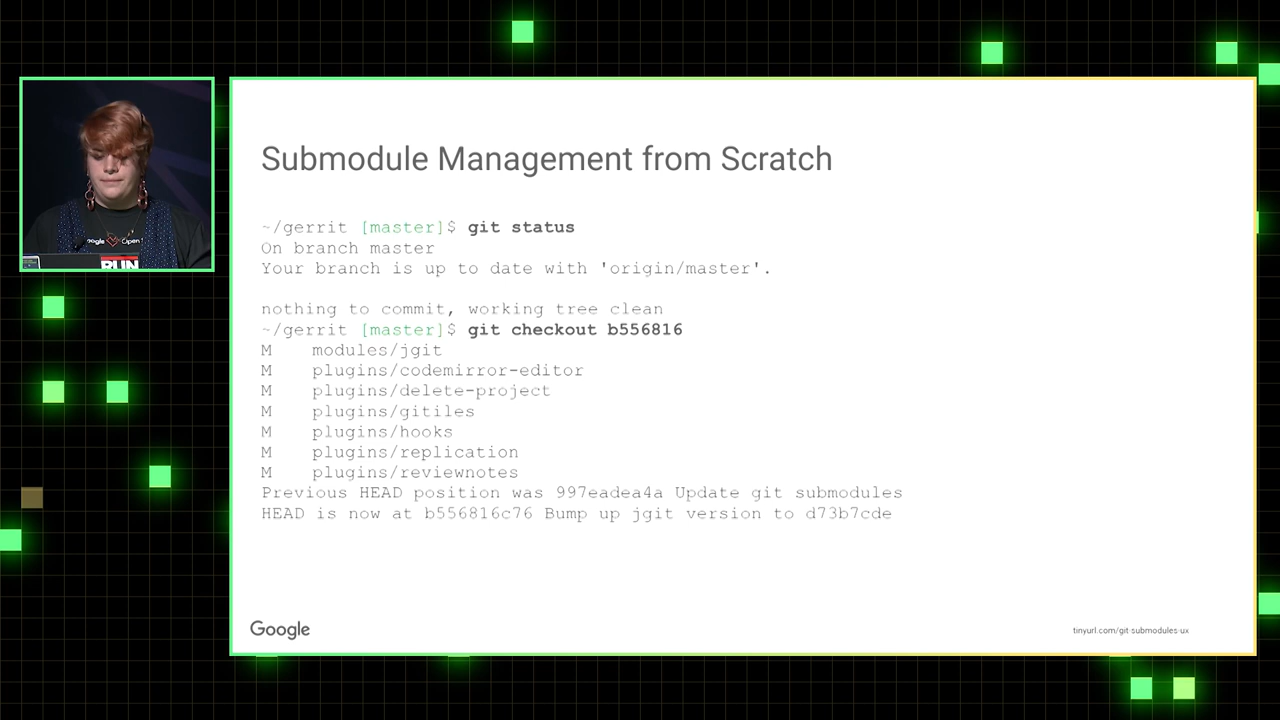 Submodule Management from Scratch
~/gerrit [master]$ git status
On branch master
Your branch is up to date with 'origin/master'.
nothing to commit, working tree clean
~/gerrit [master]$ git checkout b556816
M    modules/jgit
M    plugins/codemirror-editor
M    plugins/delete-project
M    plugins/gitiles
M    plugins/hooks
M    plugins/replication
M    plugins/reviewnotes
Previous HEAD position was 997eadea4a Update git submodules
HEAD is now at b556816c76 Bump up jgit version to d73b7cde
Google
tinyurl.com/git-submodules-ux
oogle Open
RUN